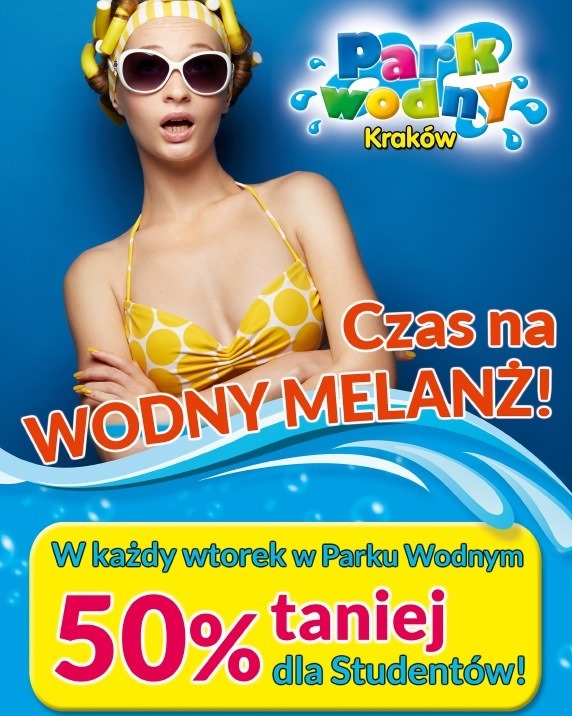 Park
wodny
Kraków
Czas na
WODNY MELANŻ!
W każdy wtorek w Parku Wodnym
50% taniej
dla Studentów!